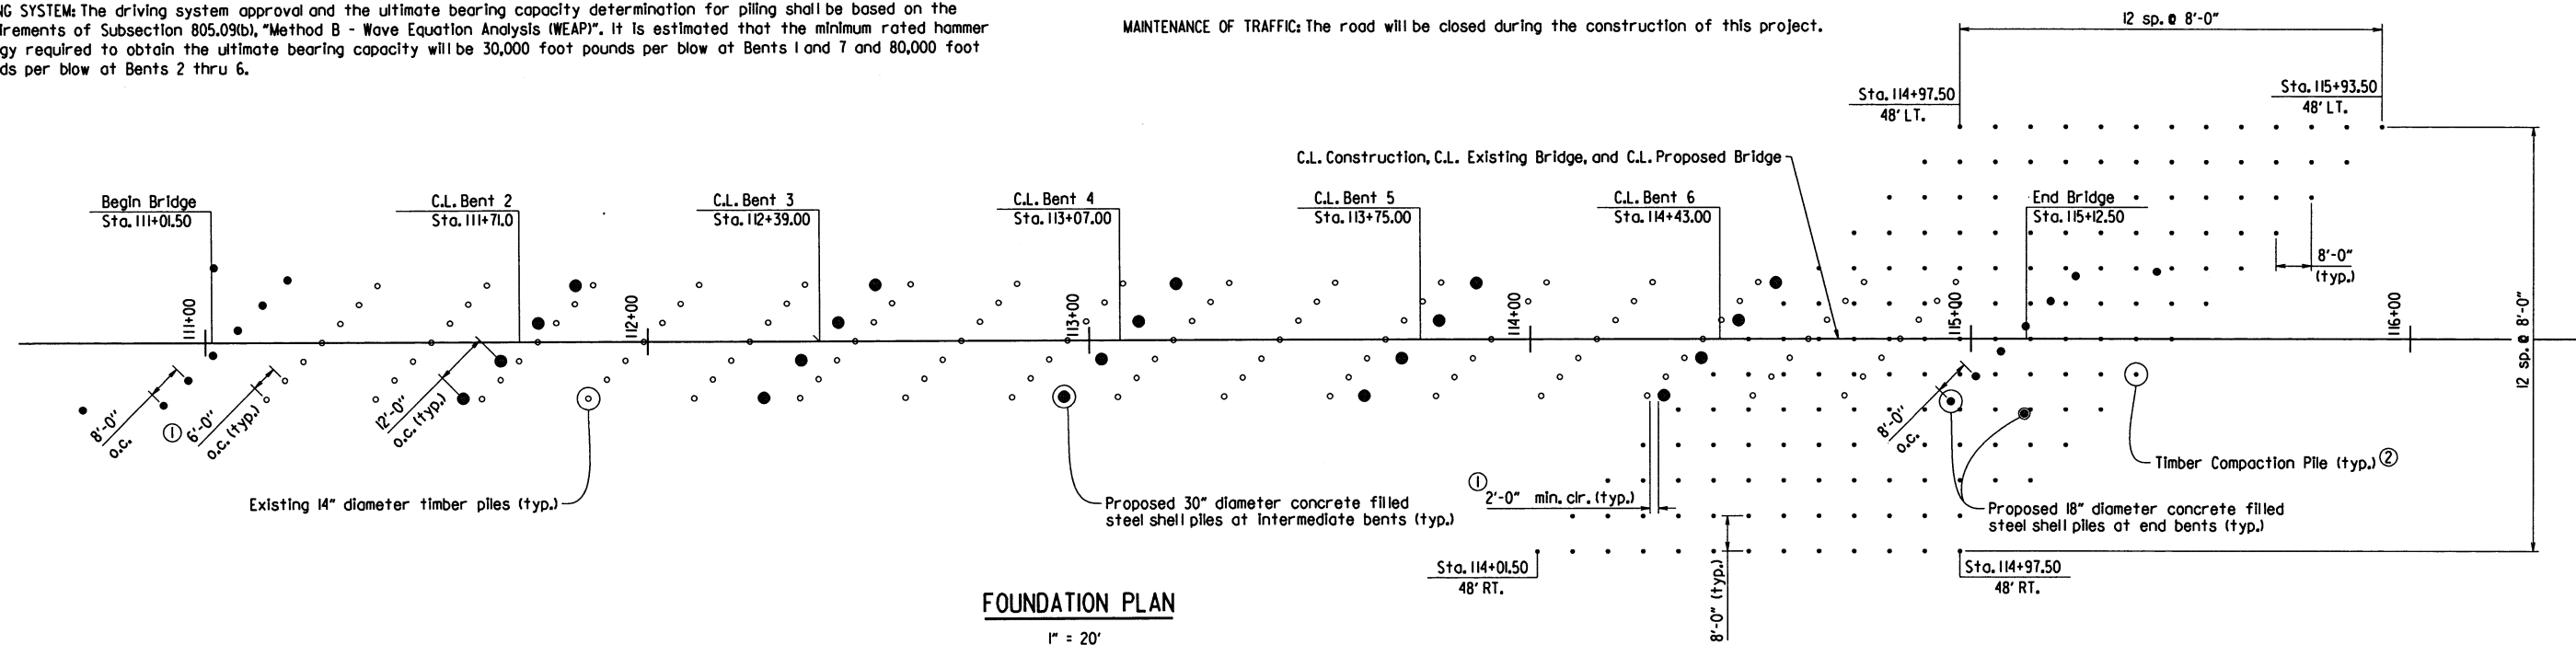 NG SYSTEM: The driving system approval and the ultimate bearing capacity determination for piling shall be based on the
irements of Subsection 805.09(b), "Method B - Wave Equation Analysis (WEAP)". It is estimated that the minimum rated hammer
gy required to obtain the ultimate bearing capacity will be 30,000 foot pounds per blow at Bents 1 and 7 and 80,000 foot
ds per blow at Bents 2 thru 6.
MAINTENANCE OF TRAFFIC: The road will be closed during the construction of this project.
12 sp. @ 8'-0"
Sta. 114+97.50
48' LT.
Sta. 115+93.50
48' LT.
C.L. Construction, C.L. Existing Bridge, and C.L. Proposed Bridge
Begin Bridge
Sta. 111+01.50
C.L. Bent 2
Sta. 111+71.0
C.L. Bent 3
Sta. 112+39.00
C.L. Bent 4
Sta. 113+07.00
C.L. Bent 5
Sta. 113+75.00
C.L. Bent 6
Sta. 114+43.00
End Bridge
Sta. 115+12.50
8'-0"
(typ.)
111+00
112+00
113+00
114+00
115+00
116+00
12 sp. @ 8'-0"
8'-0"
o.c.
①
6'-0"
o.c. (typ.)
12'-0"
o.c. (typ.)
8'-0"
o.c.
Existing 14" diameter timber piles (typ.)
Proposed 30" diameter concrete filled
steel shell piles at intermediate bents (typ.)
①
2'-0" min. clr. (typ.)
Timber Compaction Pile (typ.) ②
Proposed 18" diameter concrete filled
steel shell piles at end bents (typ.)
Sta. 114+01.50
48' RT.
8'-0" (typ.)
Sta. 114+97.50
48' RT.
FOUNDATION PLAN
1" = 20'